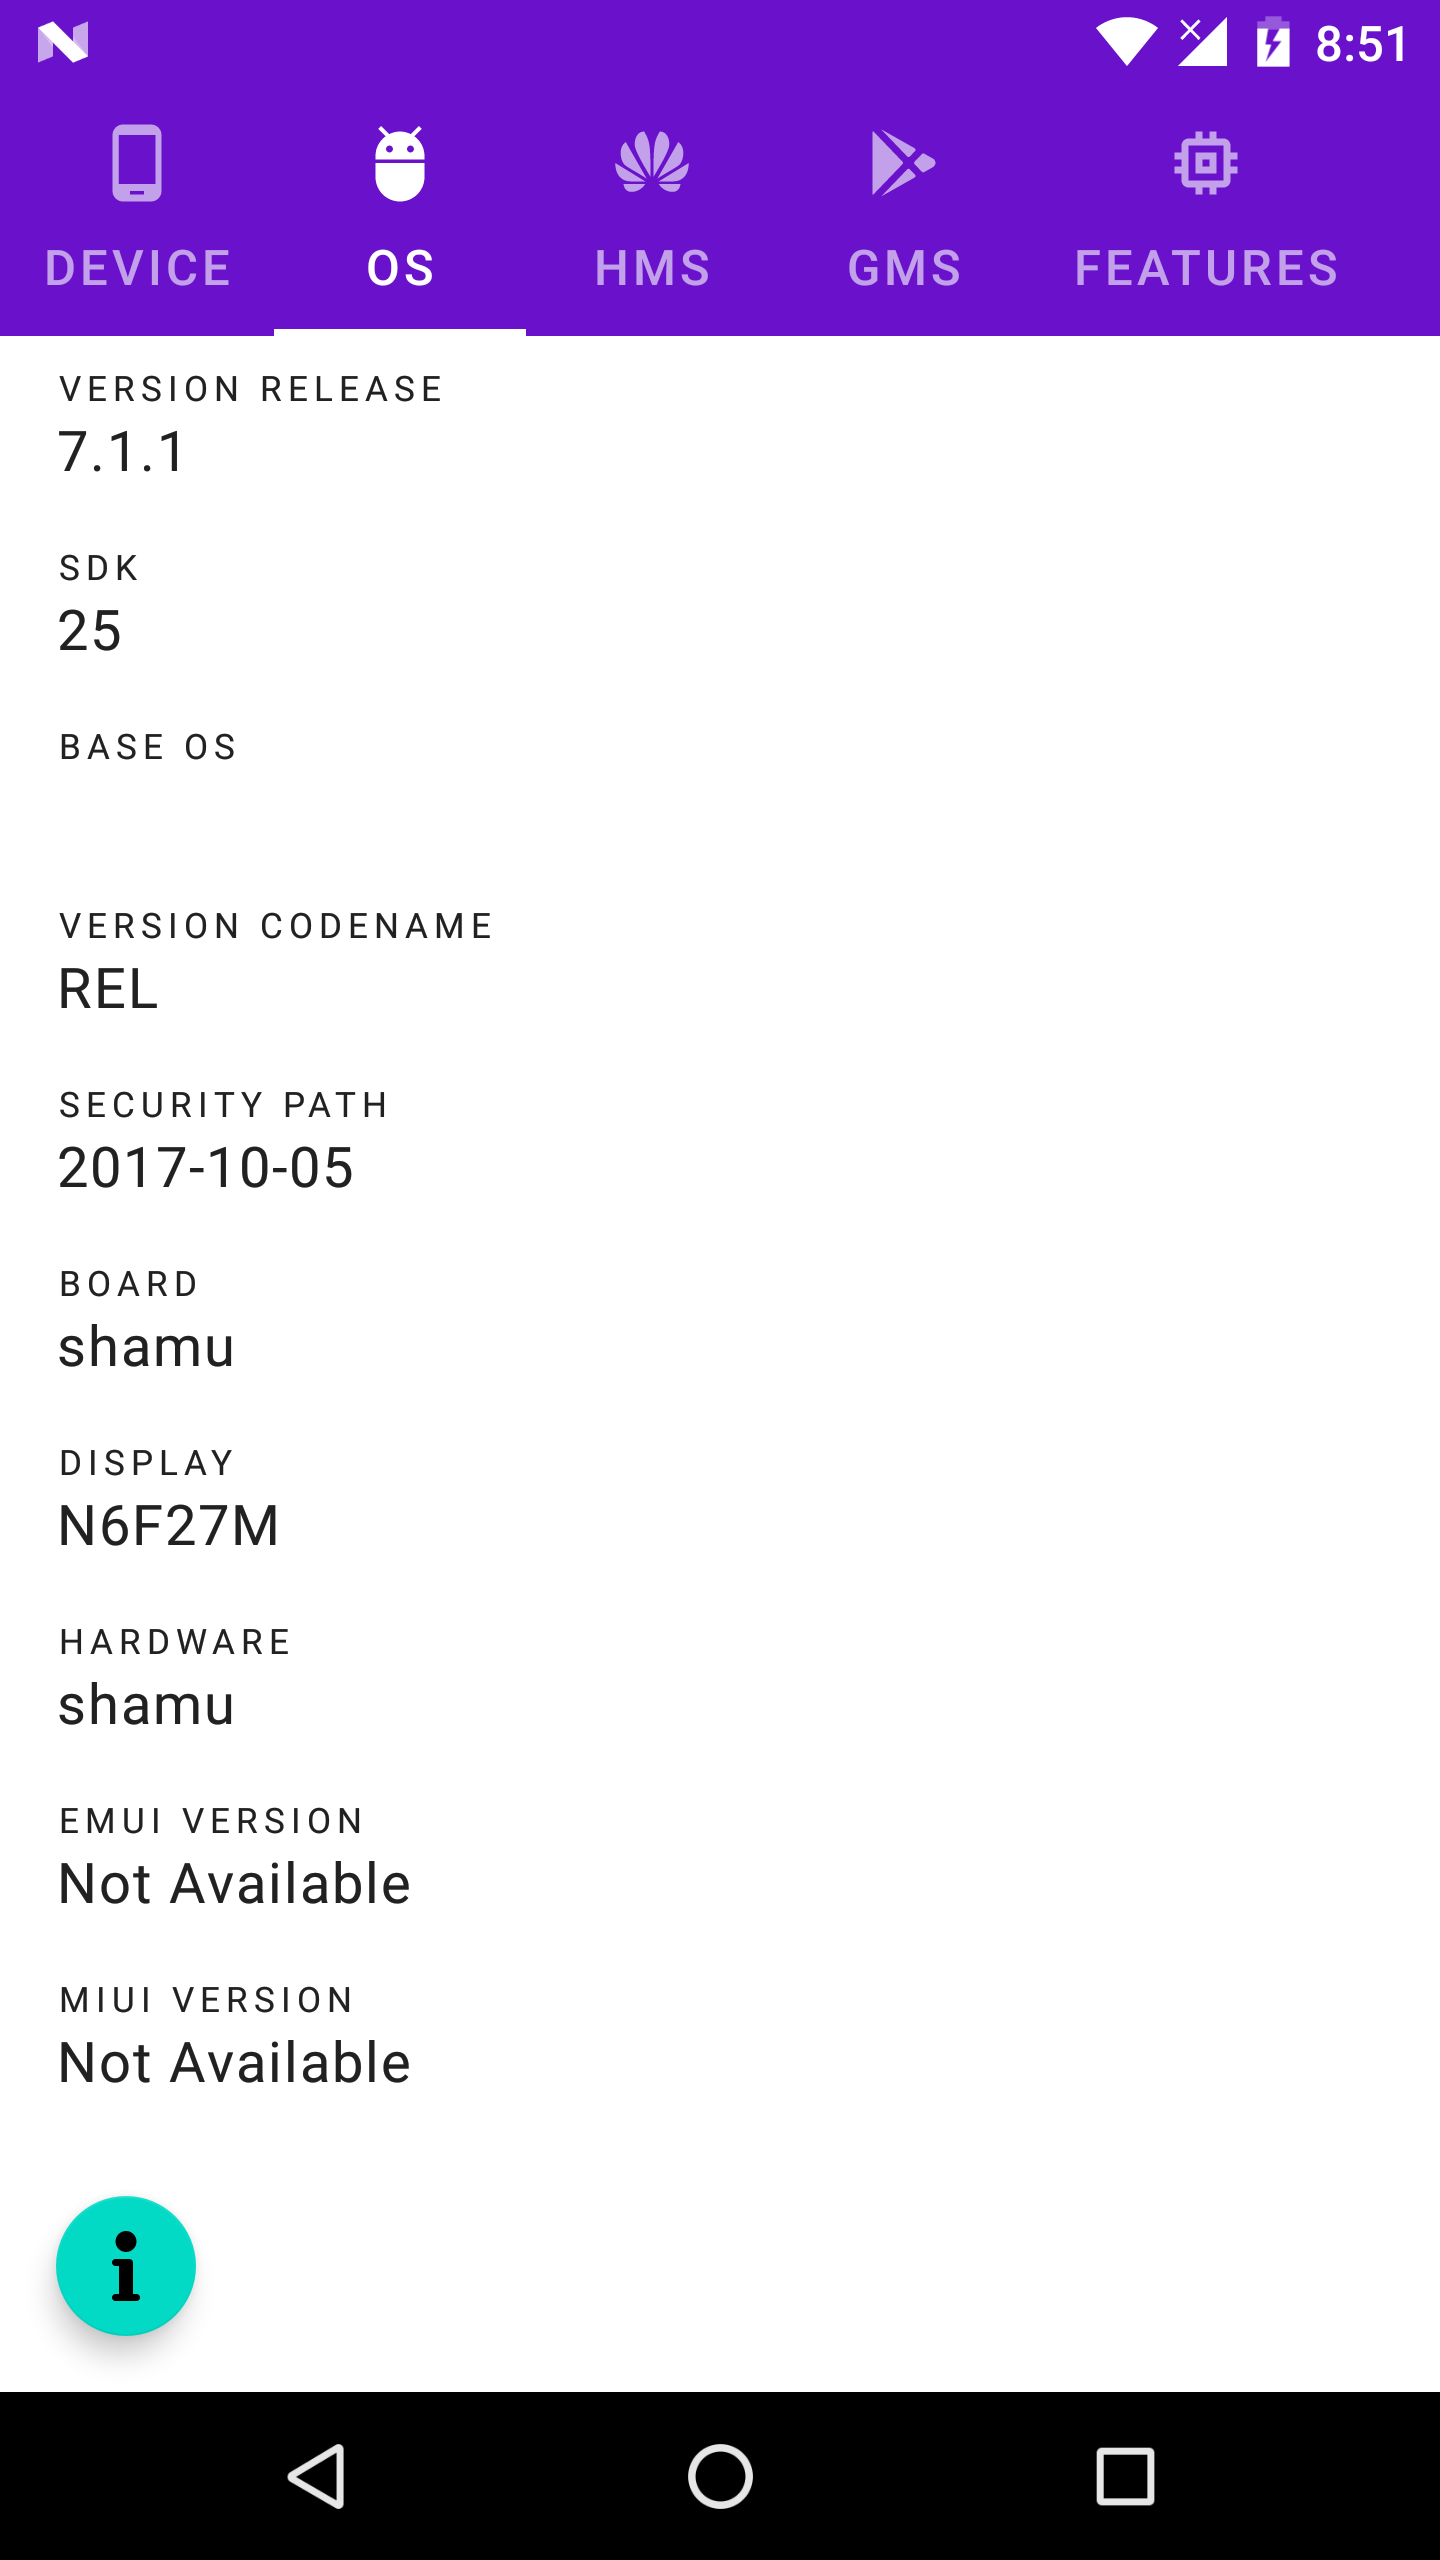 8:51
DEVICE OS HMS GMS FEATURES
VERSION RELEASE
7.1.1
SDK
25
BASE OS
VERSION CODENAME
REL
SECURITY PATH
2017-10-05
BOARD
shamu
DISPLAY
N6F27M
HARDWARE
shamu
EMUI VERSION
Not Available
MIUI VERSION
Not Available